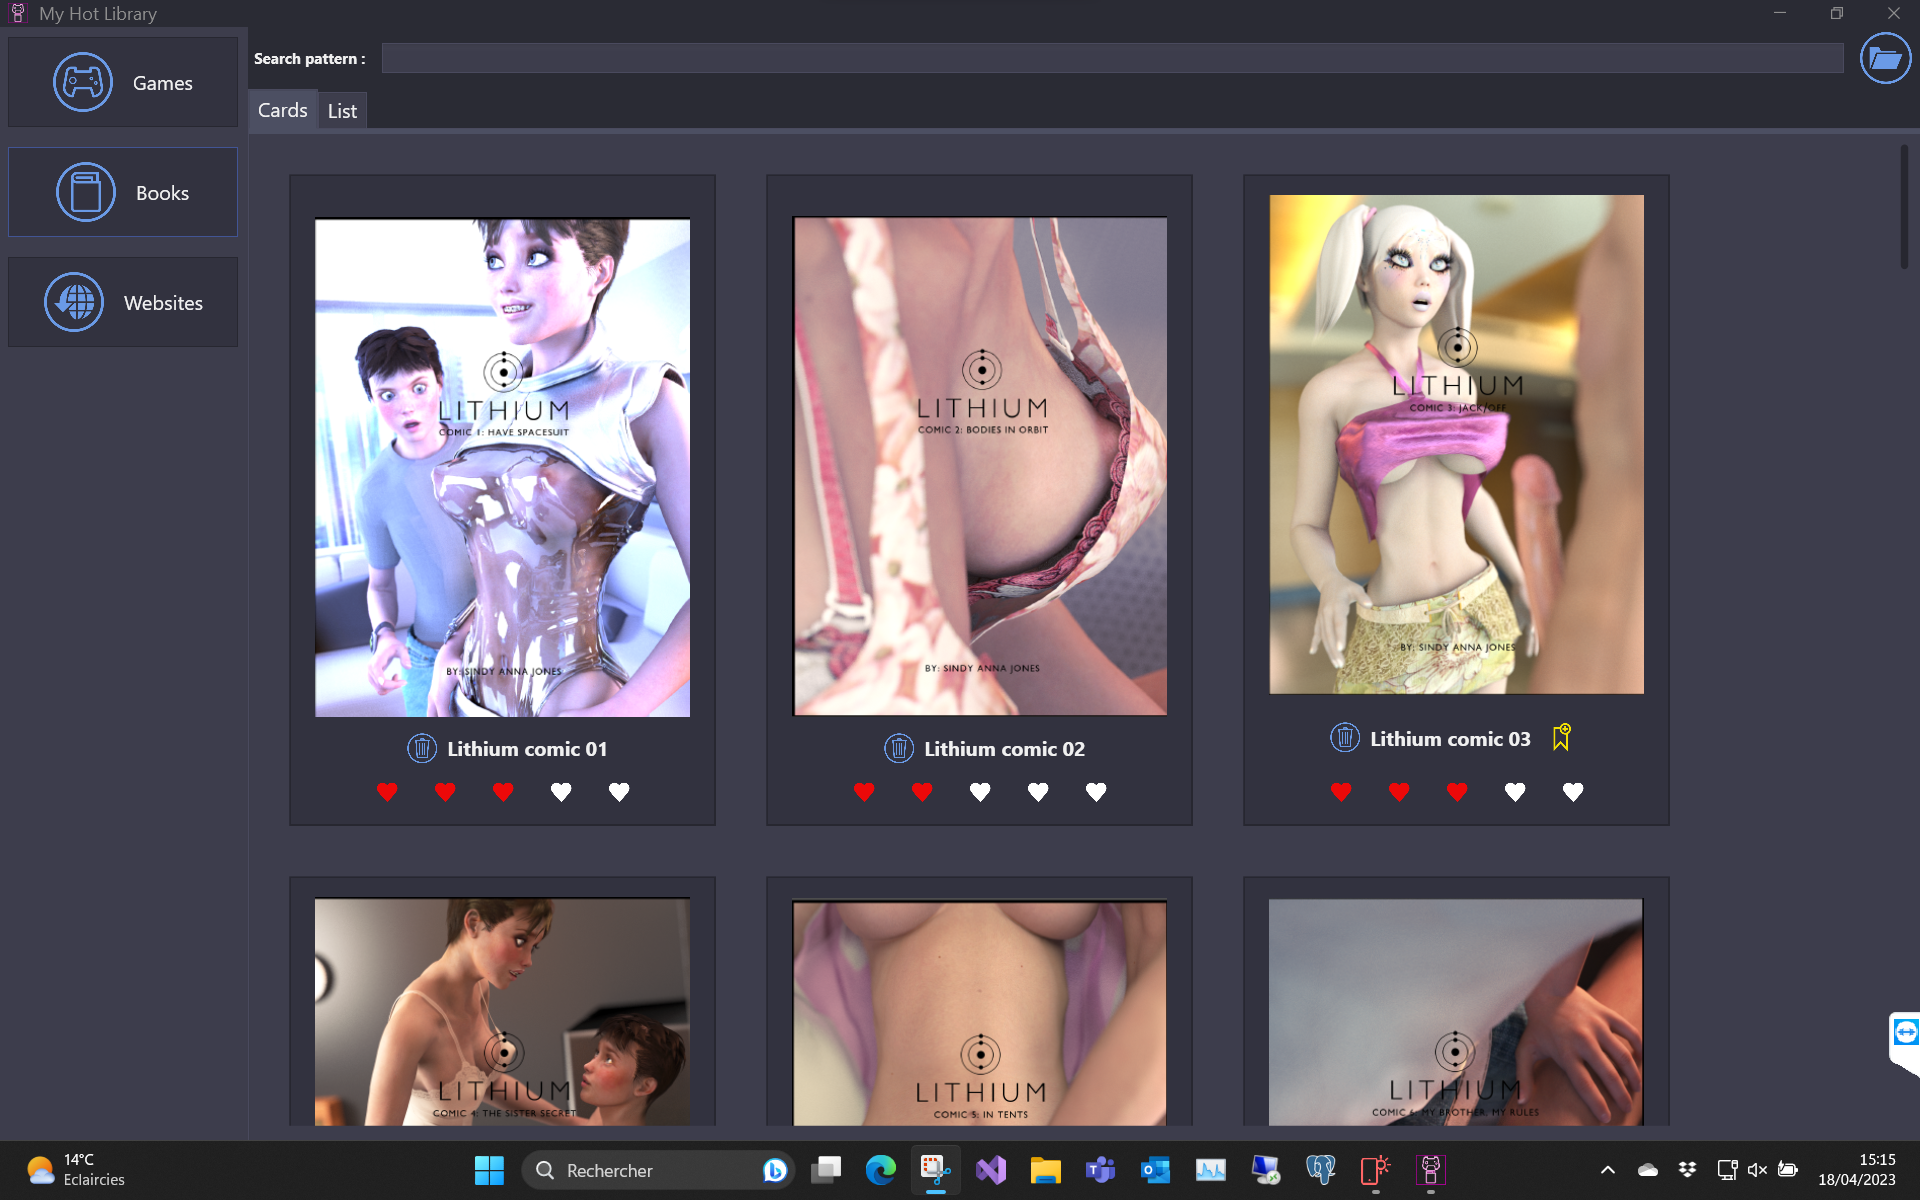 My Hot Library
Games
Books
Websites
Search pattern :
Cards
List
LITHIUM
COMIC 1: HAVE SPACESUIT
BY: SINDY ANNA JONES
Lithium comic 01
LITHIUM
COMIC 2: BODIES IN ORBIT
BY: SINDY ANNA JONES
Lithium comic 02
LITHIUM
COMIC 3: JACK/OFF
BY: SINDY ANNA JONES
Lithium comic 03
LITHIUM
COMIC 4: THE SISTER SECRET
LITHIUM
COMIC 5: IN TENTS
LITHIUM
COMIC 6: MY BROTHER, MY RULES
14°C
Eclaircies
Rechercher
15:15
18/04/2023